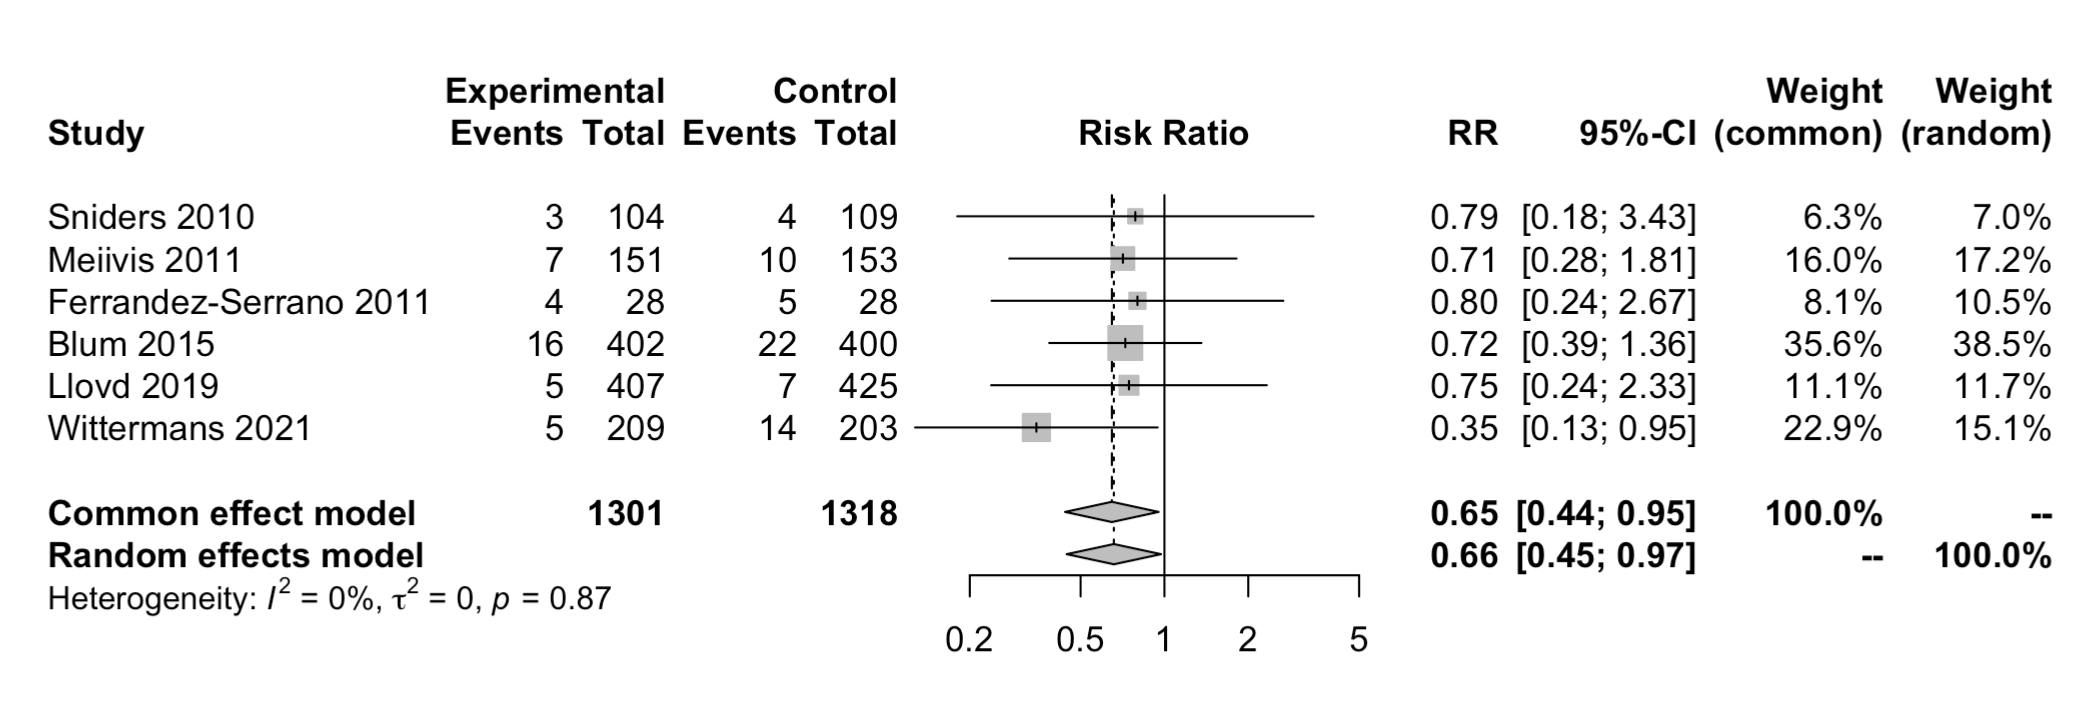 Experimental Control Weight Weight
Study Events Total Events Total Risk Ratio RR 95%-CI (common) (random)
Sniders 2010 3 104 4 109 0.79 [0.18; 3.43] 6.3% 7.0%
Meiivis 2011 7 151 10 153 0.71 [0.28; 1.81] 16.0% 17.2%
Ferrandez-Serrano 2011 4 28 5 28 0.80 [0.24; 2.67] 8.1% 10.5%
Blum 2015 16 402 22 400 0.72 [0.39; 1.36] 35.6% 38.5%
Llovd 2019 5 407 7 425 0.75 [0.24; 2.33] 11.1% 11.7%
Wittermans 2021 5 209 14 203 0.35 [0.13; 0.95] 22.9% 15.1%
Common effect model 1301 1318 0.65 [0.44; 0.95] 100.0% --
Random effects model 0.66 [0.45; 0.97] -- 100.0%
Heterogeneity: I² = 0%, τ² = 0, p = 0.87
0.2 0.5 1 2 5